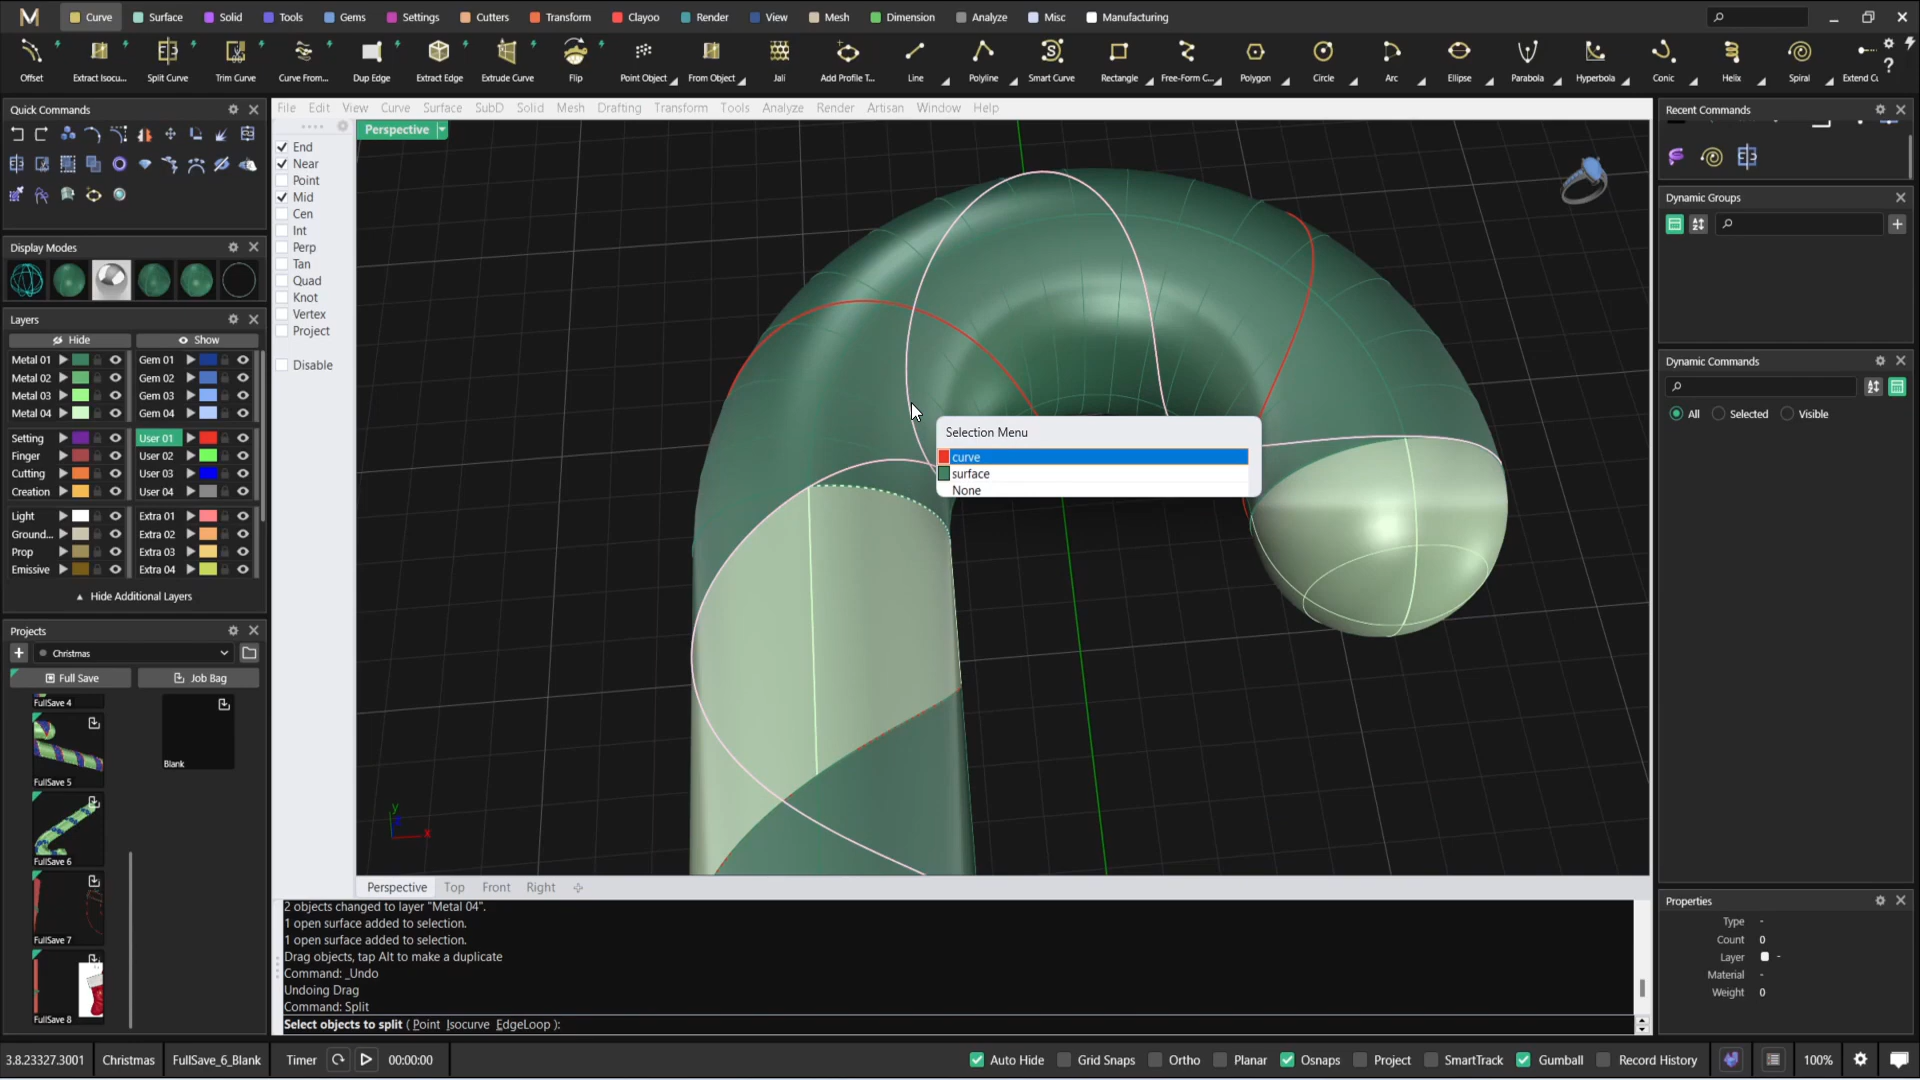 Curve Surface Solid Tools Gems Settings Cutters Transform Clayoo Render View Mesh Dimension Analyze Misc Manufacturing
Offset Extract Isocu... Split Curve Trim Curve Curve From... Dup Edge Extract Edge Extrude Curve Flip Point Object From Object Jali Add Profile T... Line Polyline Smart Curve Rectangle Free-Form C... Polygon Circle Arc Ellipse Parabola Hyperbola Conic Helix Spiral Extend Cu
Quick Commands
File Edit View Curve Surface SubD Solid Mesh Drafting Transform Tools Analyze Render Artisan Window Help
Recent Commands
Perspective
End
Near
Point
Mid
Cen
Int
Perp
Tan
Quad
Knot
Vertex
Project
Disable
Dynamic Groups
Display Modes
Layers
Hide Show
Metal 01 Gem 01
Metal 02 Gem 02
Metal 03 Gem 03
Metal 04 Gem 04
Setting User 01
Finger User 02
Cutting User 03
Creation User 04
Light Extra 01
Ground... Extra 02
Prop Extra 03
Emissive Extra 04
Hide Additional Layers
Dynamic Commands
All Selected Visible
Selection Menu
curve
surface
None
Projects
Christmas
Full Save Job Bag
FullSave 4
Blank
FullSave 5
FullSave 6
FullSave 7
FullSave 8
y
z
x
Perspective Top Front Right
2 objects changed to layer "Metal 04".
1 open surface added to selection.
1 open surface added to selection.
Drag objects, tap Alt to make a duplicate
Command: _Undo
Undoing Drag
Command: Split
Select objects to split ( Point Isocurve EdgeLoop ):
Properties
Type -
Count 0
Layer -
Material -
Weight 0
3.8.23327.3001 Christmas FullSave_6_Blank Timer 00:00:00 Auto Hide Grid Snaps Ortho Planar Osnaps Project SmartTrack Gumball Record History 100%